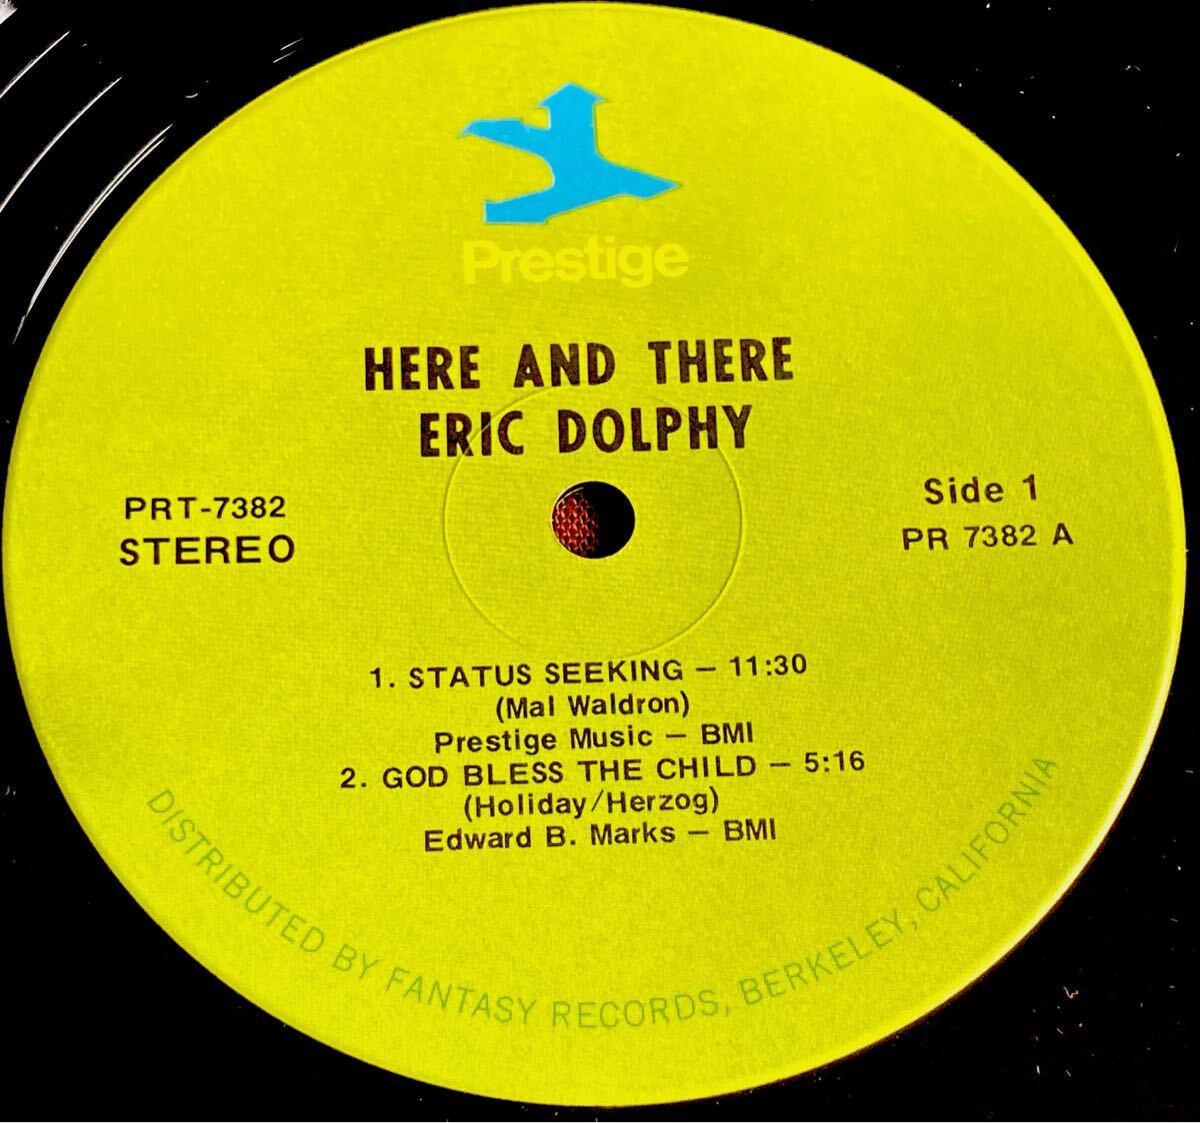 Prestige
HERE AND THERE
ERIC DOLPHY
PRT-7382
STEREO
Side 1
PR 7382 A
1. STATUS SEEKING — 11:30
(Mal Waldron)
Prestige Music — BMI
2. GOD BLESS THE CHILD — 5:16
(Holiday/Herzog)
Edward B. Marks — BMI
DISTRIBUTED BY FANTASY RECORDS, BERKELEY, CALIFORNIA